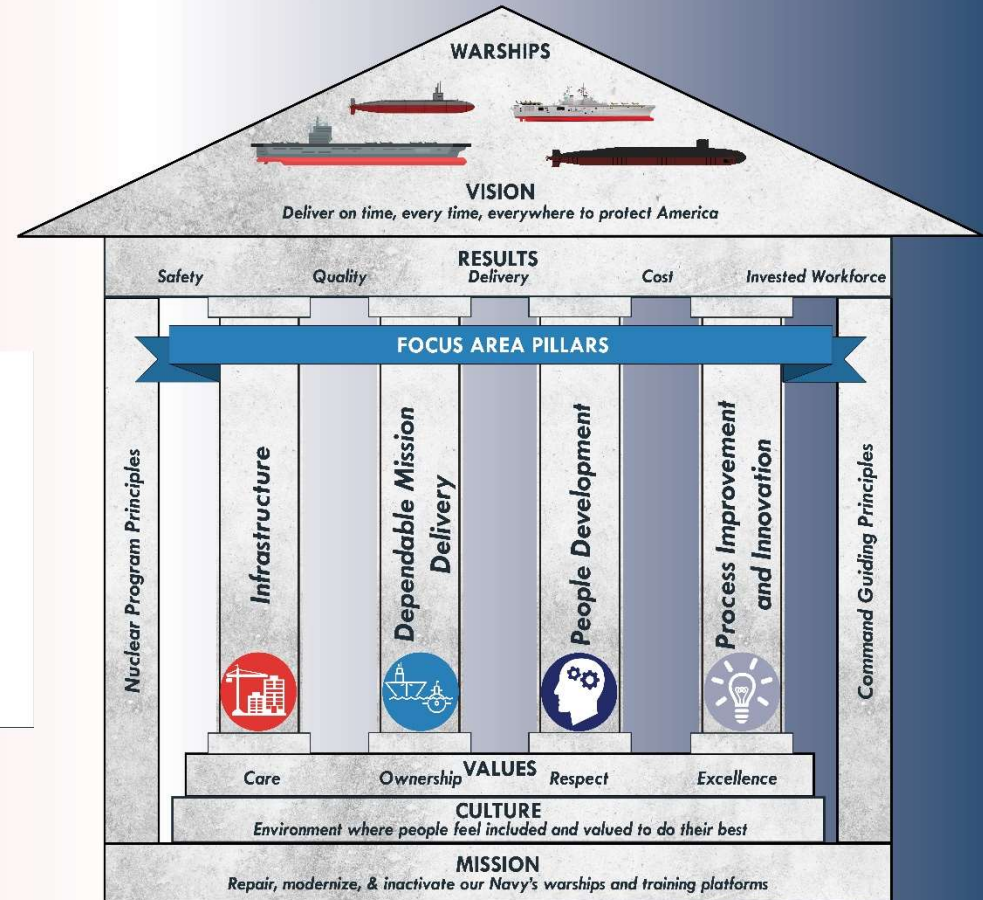 WARSHIPS
VISION
Deliver on time, every time, everywhere to protect America
RESULTS
Safety Quality Delivery Cost Invested Workforce
FOCUS AREA PILLARS
Nuclear Program Principles
Infrastructure
Dependable Mission
Delivery
People Development
Process Improvement
and Innovation
Command Guiding Principles
VALUES
Care Ownership Respect Excellence
CULTURE
Environment where people feel included and valued to do their best
MISSION
Repair, modernize, & inactivate our Navy's warships and training platforms